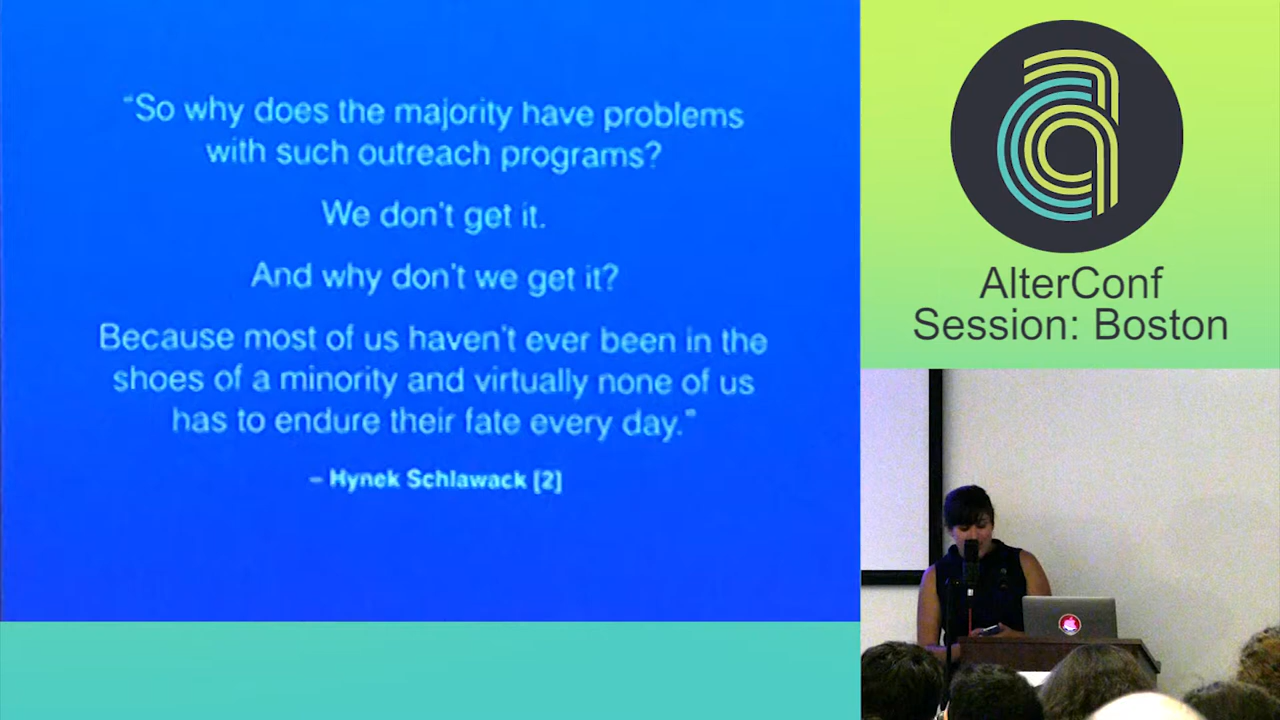 “So why does the majority have problems
with such outreach programs?
We don't get it.
And why don't we get it?
Because most of us haven't ever been in the
shoes of a minority and virtually none of us
has to endure their fate every day.”
– Hynek Schlawack [2]
AlterConf
Session: Boston